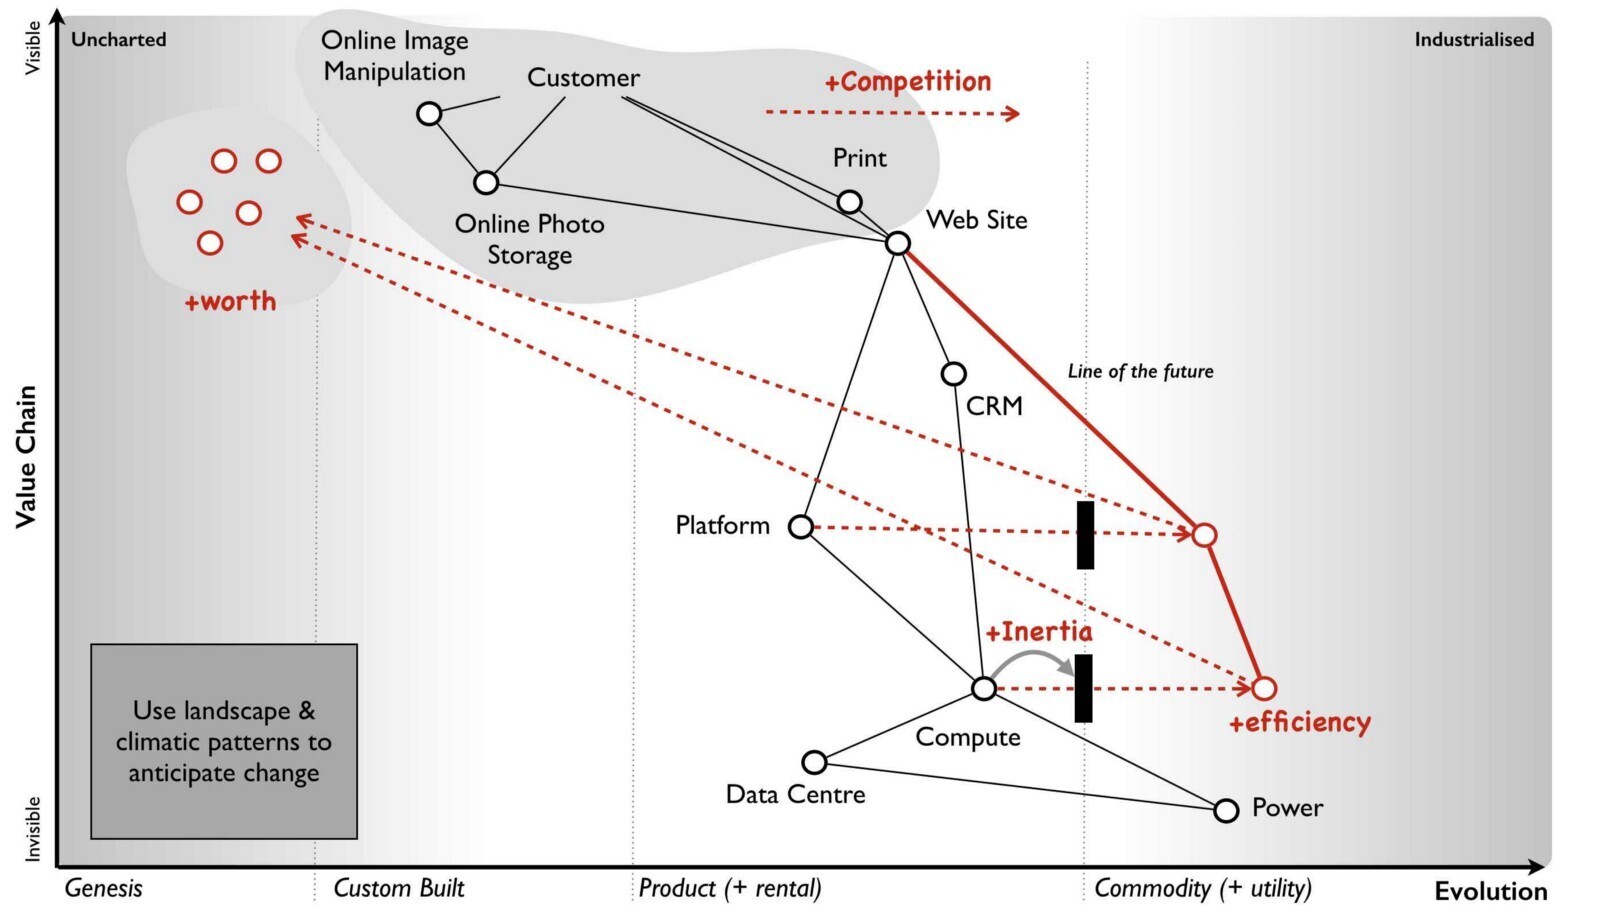 Visible
Uncharted
Online Image
Manipulation
Customer
+Competition
Industrialised
Print
Web Site
Online Photo
Storage
+worth
Line of the future
Value Chain
CRM
Platform
+Inertia
Use landscape &
climatic patterns to
anticipate change
+efficiency
Compute
Data Centre
Power
Invisible
Genesis
Custom Built
Product (+ rental)
Commodity (+ utility)
Evolution